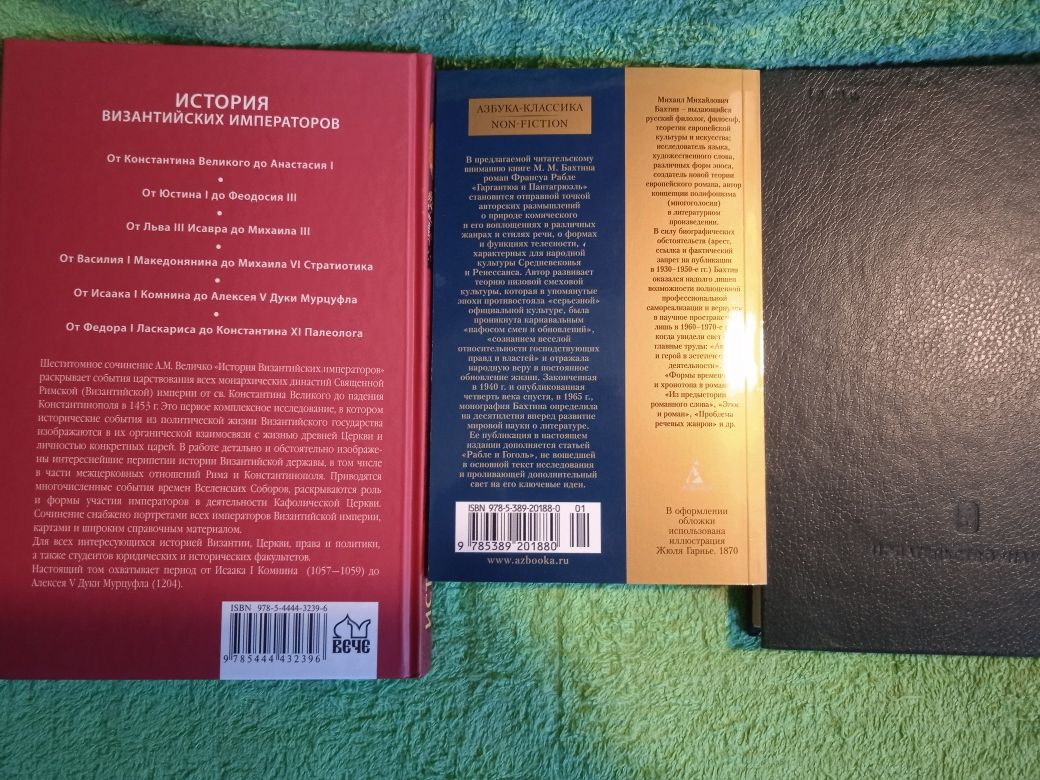 ИСТОРИЯ
ВИЗАНТИЙСКИХ ИМПЕРАТОРОВ
От Константина Великого до Анастасия I
От Юстина I до Феодосия III
От Льва III Исавра до Михаила III
От Василия I Македонянина до Михаила VI Стратиотика
От Исаака I Комнина до Алексея V Дуки Мурцуфла
От Федора I Ласкариса до Константина XI Палеолога
Шеститомное сочинение А.М. Величко «История Византийских императоров»
раскрывает события царствования всех монархических династий Священной
Римской (Византийской) империи от св. Константина Великого до падения
Константинополя в 1453 г. Это первое комплексное исследование, в котором
исторические события из политической жизни Византийского государства
изображаются в их органической взаимосвязи с жизнью древней Церкви и
личностью конкретных царей. В работе детально и обстоятельно изображе-
ны интереснейшие перипетии истории Византийской державы, в том числе
в части межцерковных отношений Рима и Константинополя. Приводятся
многочисленные события времен Вселенских Соборов, раскрываются роль
и формы участия императоров в деятельности Кафолической Церкви.
Сочинение снабжено портретами всех императоров Византийской империи,
картами и широким справочным материалом.
Для всех интересующихся историей Византии, Церкви, права и политики,
а также студентов юридических и исторических факультетов.
Настоящий том охватывает период от Исаака I Комнина (1057—1059) до
Алексея V Дуки Мурцуфла (1204).
ISBN 978-5-4444-3239-6
9 785444 432396
ВЕЧЕ
АЗБУКА-КЛАССИКА
NON-FICTION
В предлагаемой читательскому
вниманию книге М. М. Бахтина
роман Франсуа Рабле
«Гаргантюа и Пантагрюэль»
становится отправной точкой
авторских размышлений
о природе комического
и его воплощениях в различных
жанрах и стилях речи, о формах
и функциях телесности,
характерных для народной
культуры Средневековья
и Ренессанса. Автор развивает
теорию низовой смеховой
культуры, которая в упомянутые
эпохи противостояла «серьезной»
официальной культуре, была
проникнута карнавальным
«пафосом смен и обновлений»,
«сознанием веселой
относительности господствующих
правд и властей» и отражала
народную веру в постоянное
обновление жизни. Законченная
в 1940 г. и опубликованная
четверть века спустя, в 1965 г.,
монография Бахтина определила
на десятилетия вперед развитие
мировой науки о литературе.
Ее публикация в настоящем
издании дополняется статьей
«Рабле и Гоголь», не вошедшей
в основной текст исследования
и проливающей дополнительный
свет на его ключевые идеи.
ISBN 978-5-389-20188-0
01
9 785389 201880
www.azbooka.ru
Михаил Михайлович
Бахтин – выдающийся
русский филолог, философ,
теоретик европейской
культуры и искусства;
исследователь языка,
художественного слова,
различных форм эпоса,
создатель новой теории
европейского романа, автор
концепции полифонизма
(многоголосия)
в литературном
произведении.
В силу биографических
обстоятельств (арест,
ссылка и фактический
запрет на публикации
в 1930–1950-е гг.) Бахтин
оказался надолго лишен
возможности полноценной
профессиональной
самореализации и
в научное
лишь в 1960–1970-е
когда увидели свет
главные труды:
и герой в
деятельности»,
«Формы
и хронотопа в
«Из предыстории
романного слова», «Эпос
и роман», «Проблема
речевых жанров» и др.
В оформлении
обложки
использована
иллюстрация
Жюля Гарнье. 1870